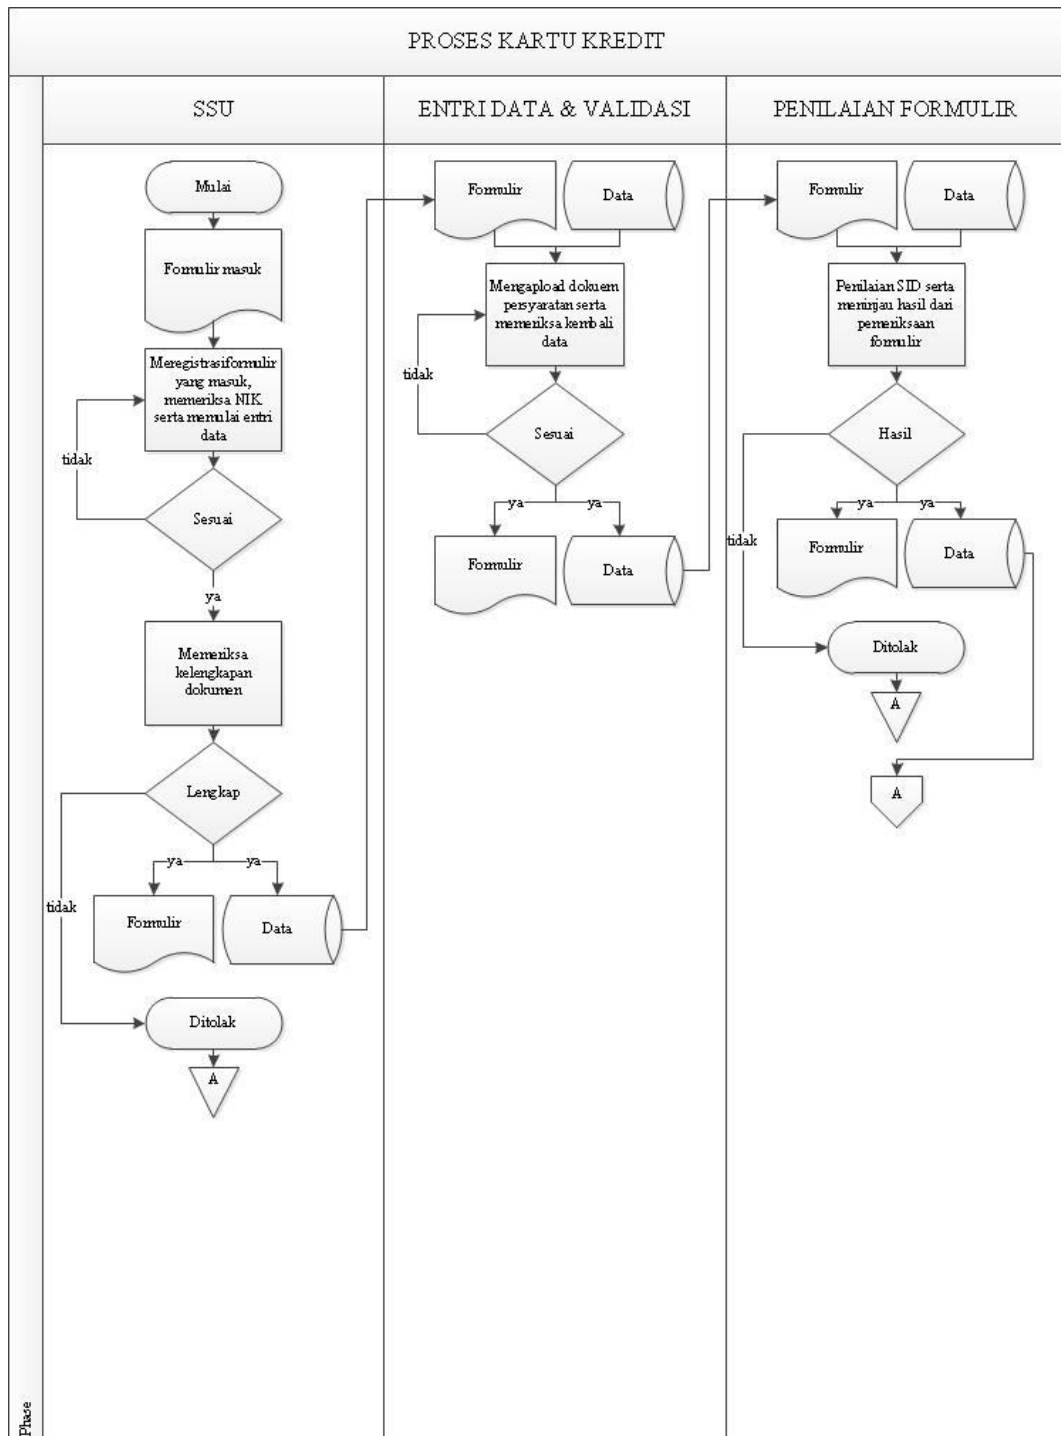 PROSES KARTU KREDIT
SSU
ENTRI DATA & VALIDASI
PENILAIAN FORMULIR
Mulai
Formulir masuk
Meregistrasiformulir
yang masuk,
memeriksa NIK
serta memulai entri
data
tidak
Sesuai
ya
Memeriksa
kelengkapan
dokumen
Lengkap
ya
ya
tidak
Formulir
Data
Ditolak
A
Formulir
Data
Mengapload dokuem
persyaratan serta
memeriksa kembali
data
tidak
Sesuai
ya
ya
Formulir
Data
Formulir
Data
Penilaian SID serta
meninjau hasil dari
pemeriksaan
formulir
Hasil
ya
ya
tidak
Formulir
Data
Ditolak
A
A
Phase